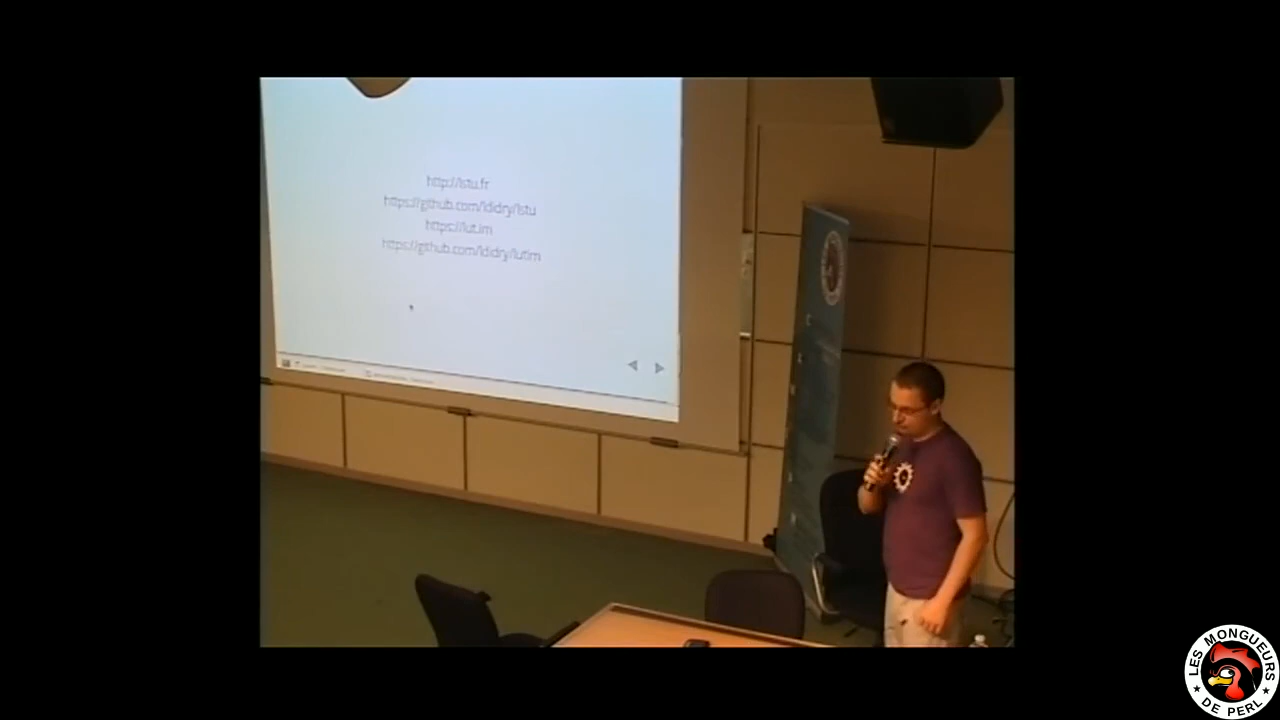 http://lstu.fr
https://github.com/ldidry/lstu
https://lut.im
https://github.com/ldidry/lutim
LES MONGUEURS
DE PERL